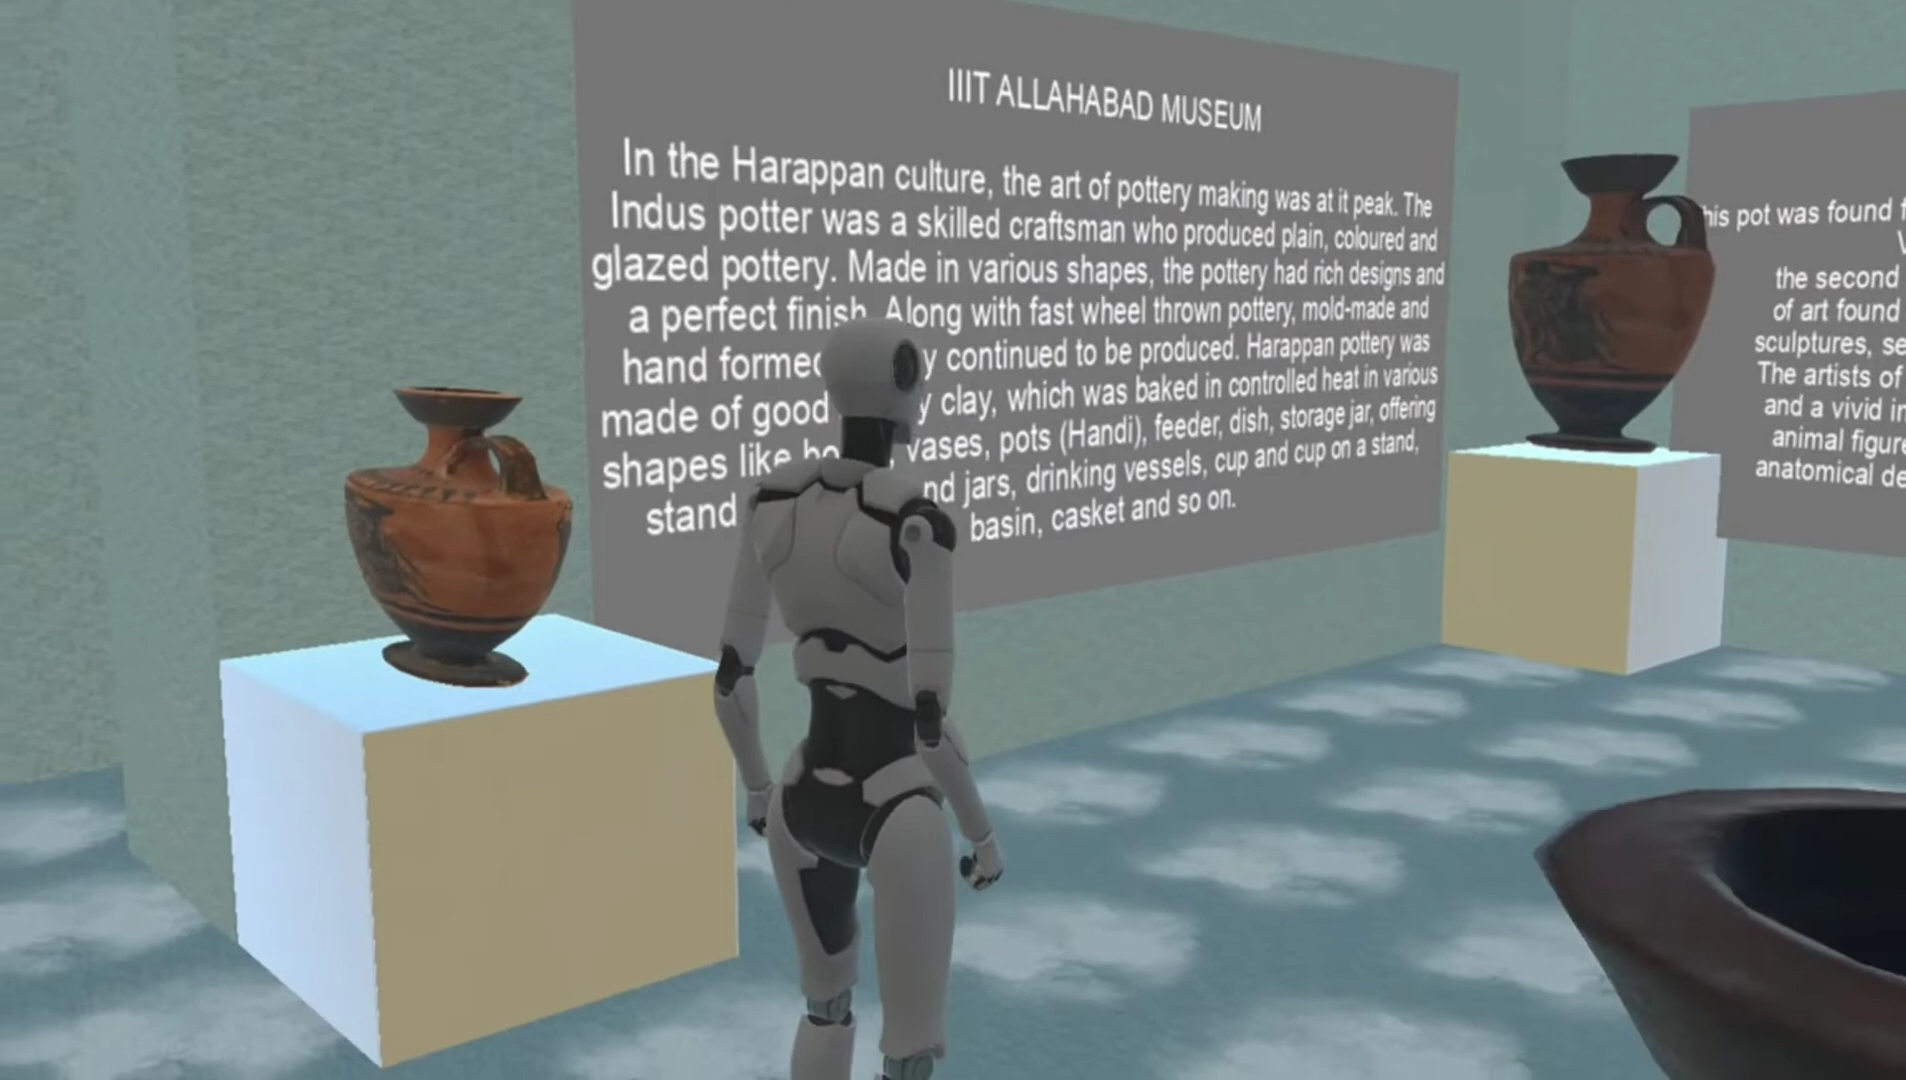 IIIT ALLAHABAD MUSEUM
In the Harappan culture, the art of pottery making was at it peak. The
Indus potter was a skilled craftsman who produced plain, coloured and
glazed pottery. Made in various shapes, the pottery had rich designs and
a perfect finish. Along with fast wheel thrown pottery, mold-made and
hand formed continued to be produced. Harappan pottery was
made of good clay, which was baked in controlled heat in various
shapes like vases, pots (Handi), feeder, dish, storage jar, offering
stand jars, drinking vessels, cup and cup on a stand,
basin, casket and so on.
his pot was found
the second
of art found
sculptures,
The artists of
and a vivid
animal
anatomical